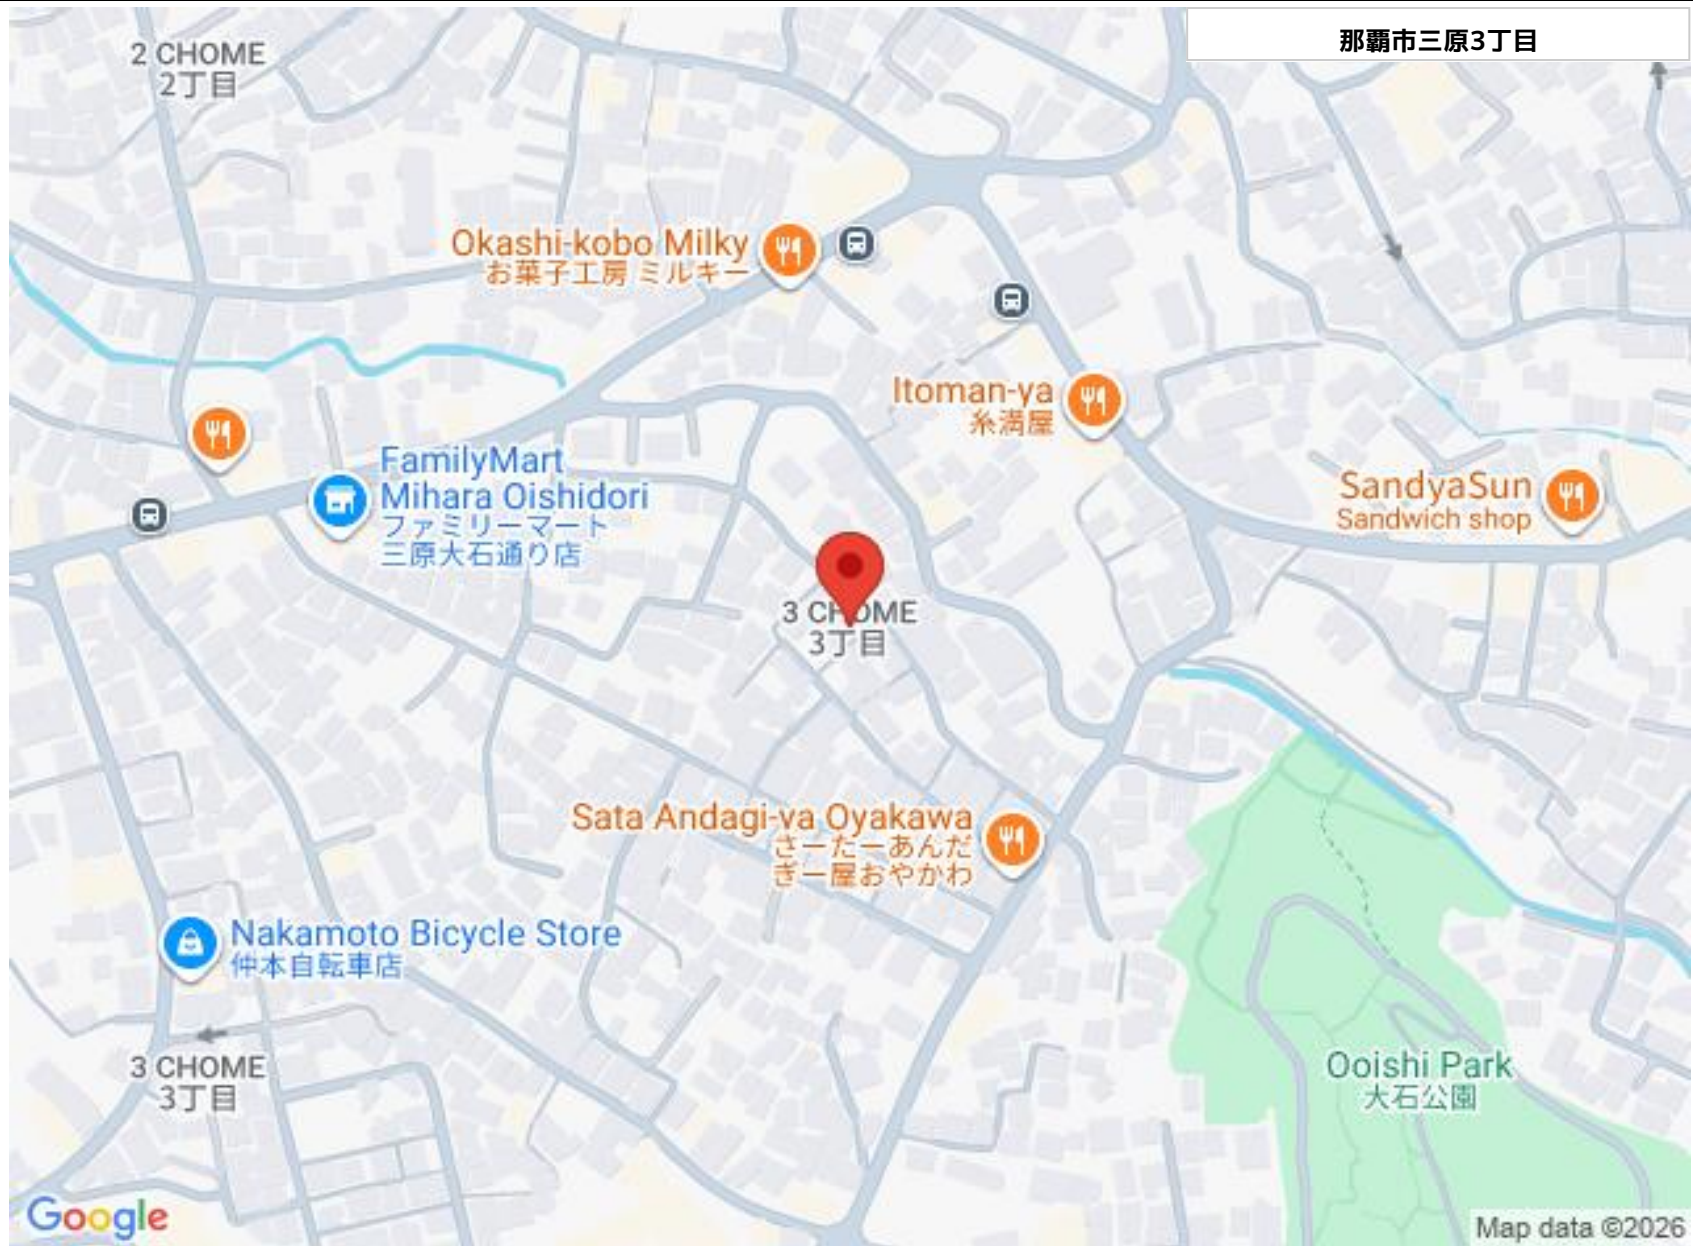 那覇市三原3丁目
2 CHOME
2丁目
Okashi-kobo Milky
お菓子工房 ミルキー
Itoman-ya
糸満屋
FamilyMart
Mihara Oishidori
ファミリーマート
三原大石通り店
SandyaSun
Sandwich shop
3 CHOME
3丁目
Sata Andagi-ya Oyakawa
さーたーあんだ
ぎー屋おやかわ
Nakamoto Bicycle Store
仲本自転車店
3 CHOME
3丁目
Ooishi Park
大石公園
Google
Map data ©2026